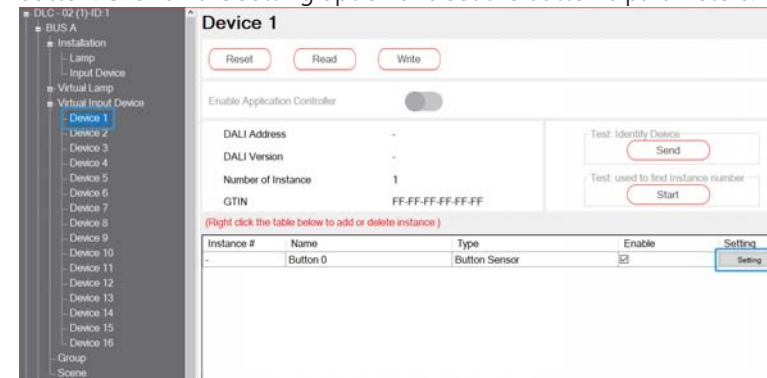 DLC - 02 (1)-ID:1
BUS A
Installation
Lamp
Input Device
Virtual Lamp
Virtual Input Device
Device 1
Device 2
Device 3
Device 4
Device 5
Device 6
Device 7
Device 8
Device 9
Device 10
Device 11
Device 12
Device 13
Device 14
Device 15
Device 16
Group
Scene
Device 1
Reset Read Write
Enable Application Controller
DALI Address -
DALI Version -
Number of Instance 1
GTIN FF-FF-FF-FF-FF-FF
Test: Identify Deivce
Send
Test: used to find Instance number
Start
(Right click the table below to add or delete instance.)
Instance # Name Type Enable Setting
- Button 0 Button Sensor Setting